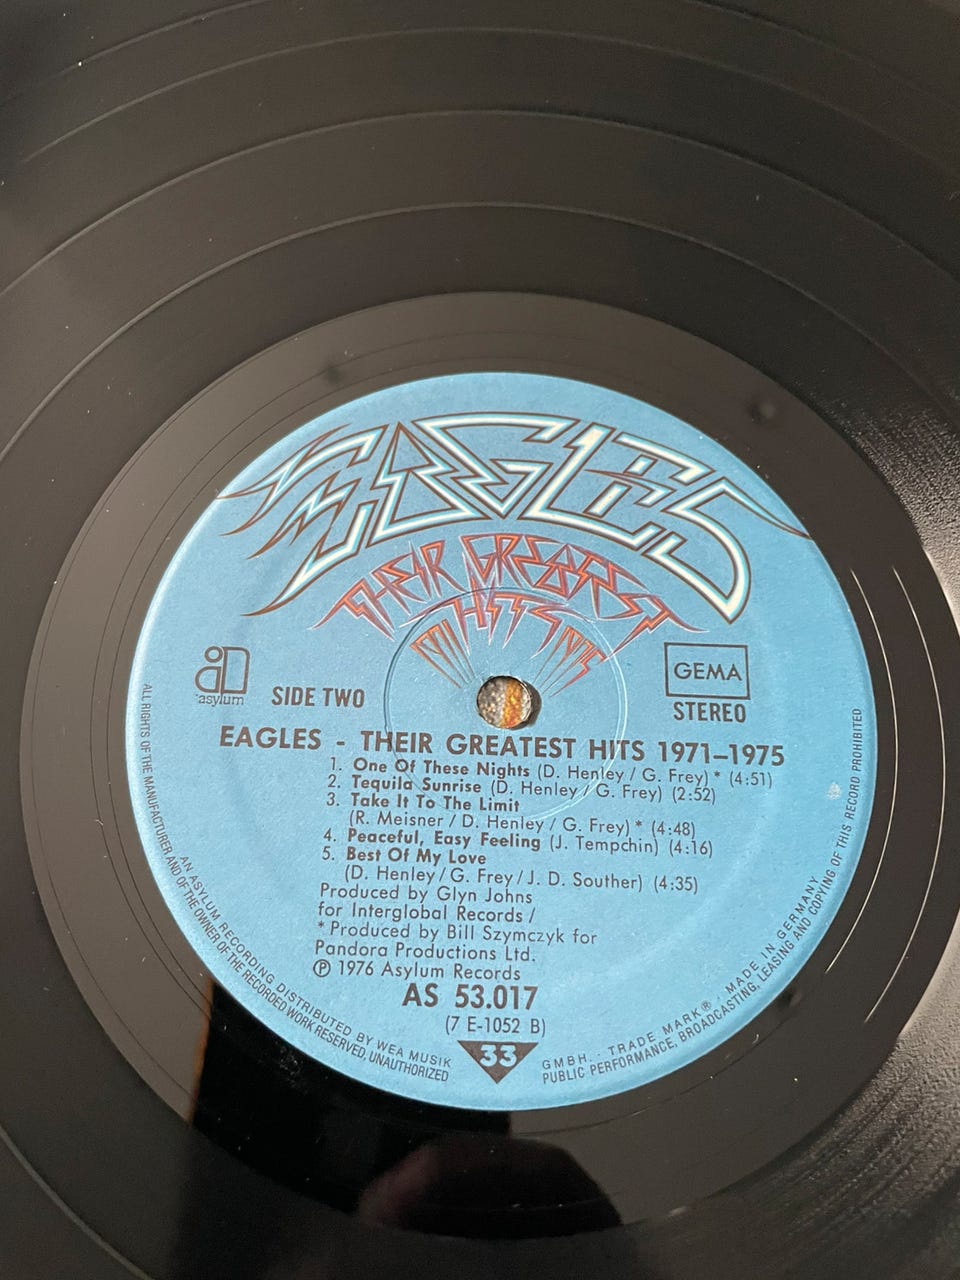 EAGLES
THEIR GREATEST
HITS
asylum
SIDE TWO
GEMA
STEREO
EAGLES - THEIR GREATEST HITS 1971–1975
1. One Of These Nights (D. Henley / G. Frey) * (4:51)
2. Tequila Sunrise (D. Henley / G. Frey) (2:52)
3. Take It To The Limit
(R. Meisner / D. Henley / G. Frey) * (4:48)
4. Peaceful, Easy Feeling (J. Tempchin) (4:16)
5. Best Of My Love
(D. Henley / G. Frey / J. D. Souther) (4:35)
Produced by Glyn Johns
for Interglobal Records /
* Produced by Bill Szymczyk for
Pandora Productions Ltd.
℗ 1976 Asylum Records
AS 53.017
(7 E-1052 B)
33
AN ASYLUM RECORDING DISTRIBUTED BY WEA MUSIK GMBH. · TRADE MARK® · MADE IN GERMANY
ALL RIGHTS OF THE MANUFACTURER AND OF THE OWNER OF THE RECORDED WORK RESERVED, UNAUTHORIZED PUBLIC PERFORMANCE, BROADCASTING, LEASING AND COPYING OF THIS RECORD PROHIBITED